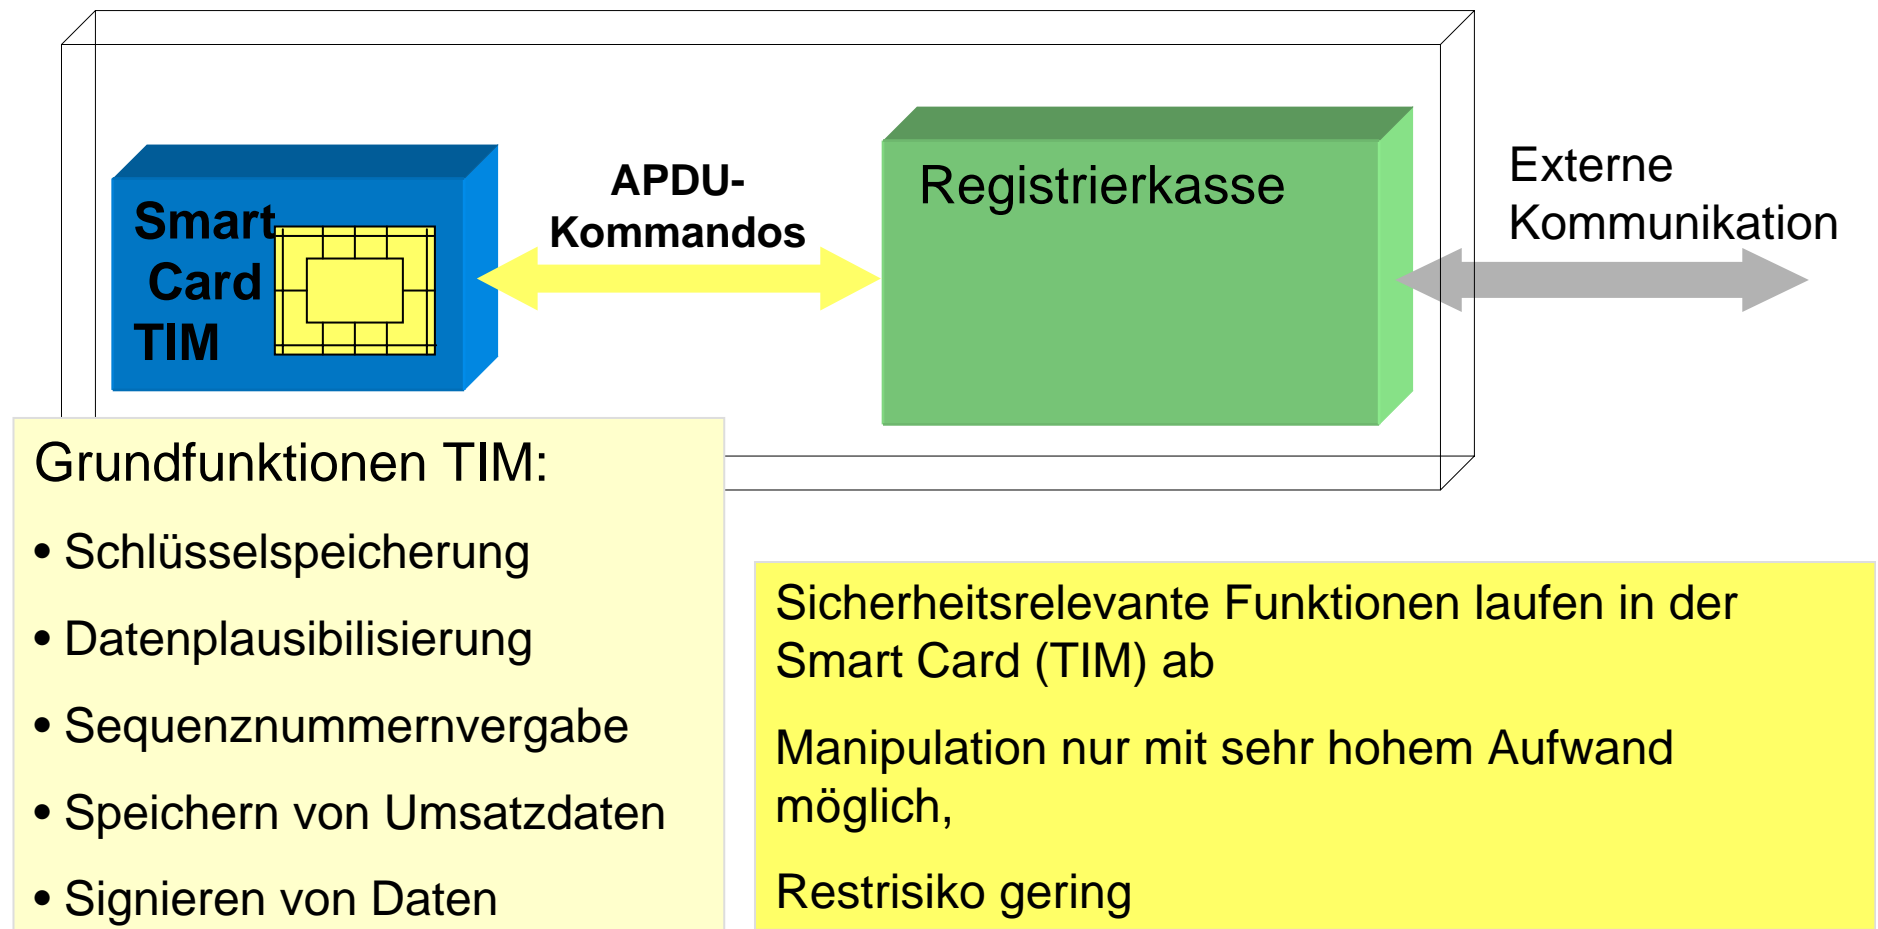 Smart
Card
TIM
APDU-
Kommandos
Registrierkasse
Externe
Kommunikation
Grundfunktionen TIM:
• Schlüsselspeicherung
• Datenplausibilisierung
• Sequenznummernvergabe
• Speichern von Umsatzdaten
• Signieren von Daten
Sicherheitsrelevante Funktionen laufen in der
Smart Card (TIM) ab
Manipulation nur mit sehr hohem Aufwand
möglich,
Restrisiko gering